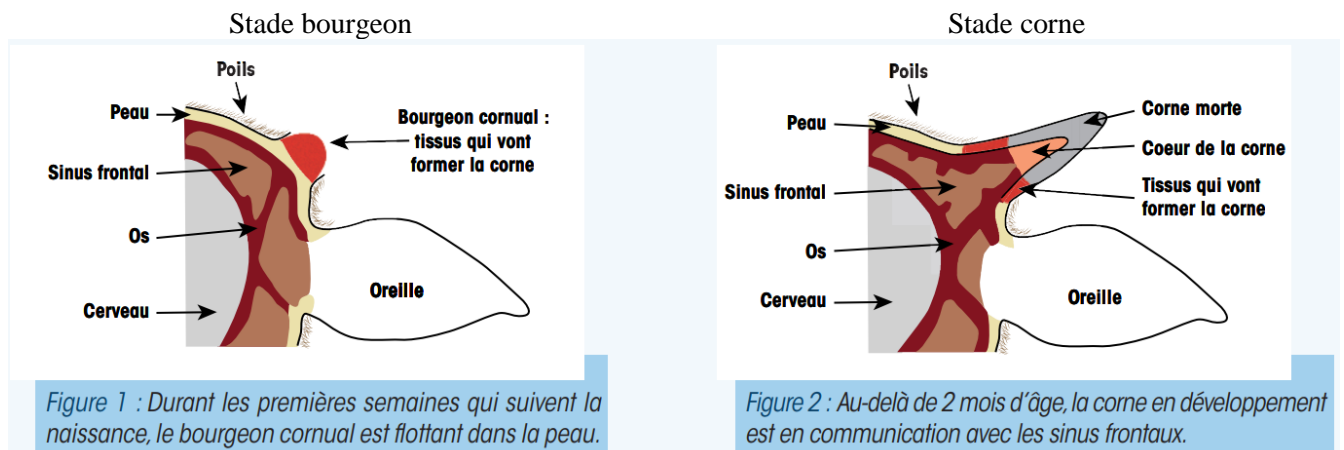 Stade bourgeon
Poils
Peau
Bourgeon cornual :
tissus qui vont
former la corne
Sinus frontal
Os
Cerveau
Oreille
Figure 1 : Durant les premières semaines qui suivent la
naissance, le bourgeon cornual est flottant dans la peau.
Stade corne
Poils
Peau
Corne morte
Coeur de la corne
Sinus frontal
Tissus qui vont
former la corne
Os
Cerveau
Oreille
Figure 2 : Au-delà de 2 mois d'âge, la corne en développement
est en communication avec les sinus frontaux.